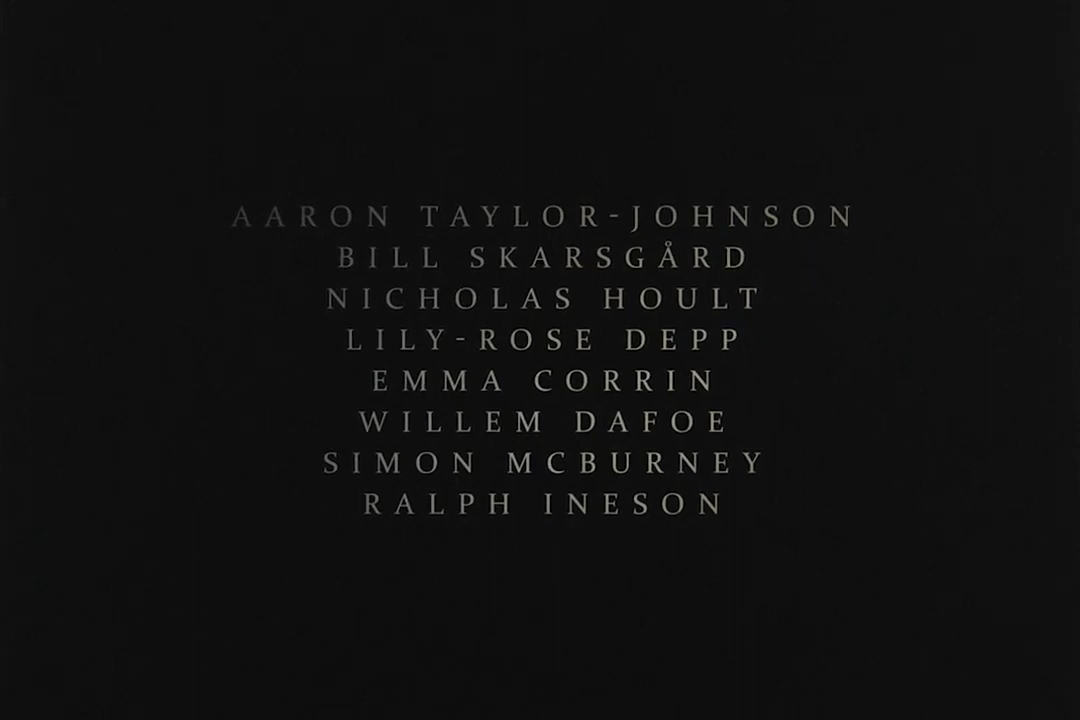 AARON TAYLOR-JOHNSON
BILL SKARSGÅRD
NICHOLAS HOULT
LILY-ROSE DEPP
EMMA CORRIN
WILLEM DAFOE
SIMON MCBURNEY
RALPH INESON